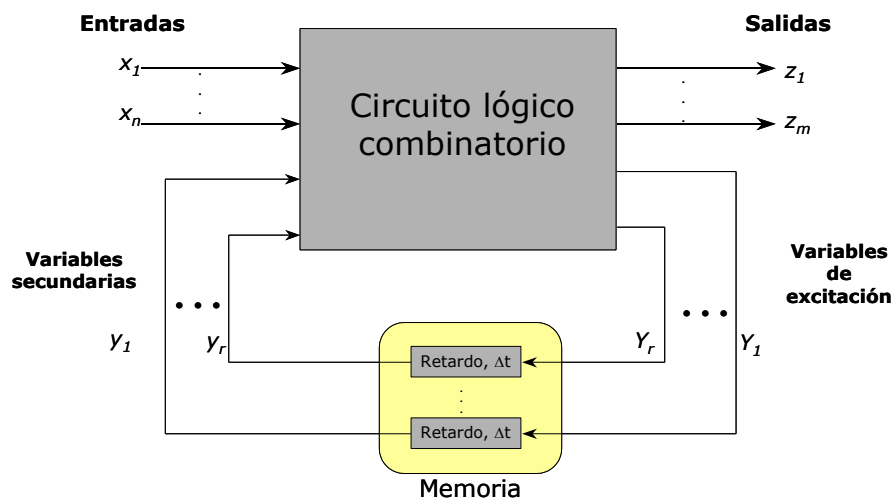 Entradas
Salidas
x1
z1
xn
zm
Circuito lógico
combinatorio
Variables
secundarias
Variables
de
excitación
y1
yr
Yr
Y1
Retardo, Δt
Retardo, Δt
Memoria